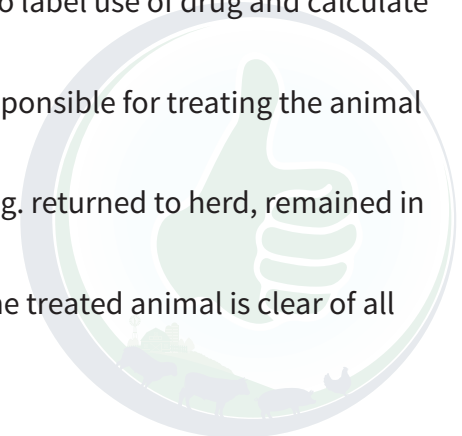 o label use of drug and calculate
ponsible for treating the animal
g. returned to herd, remained in
he treated animal is clear of all